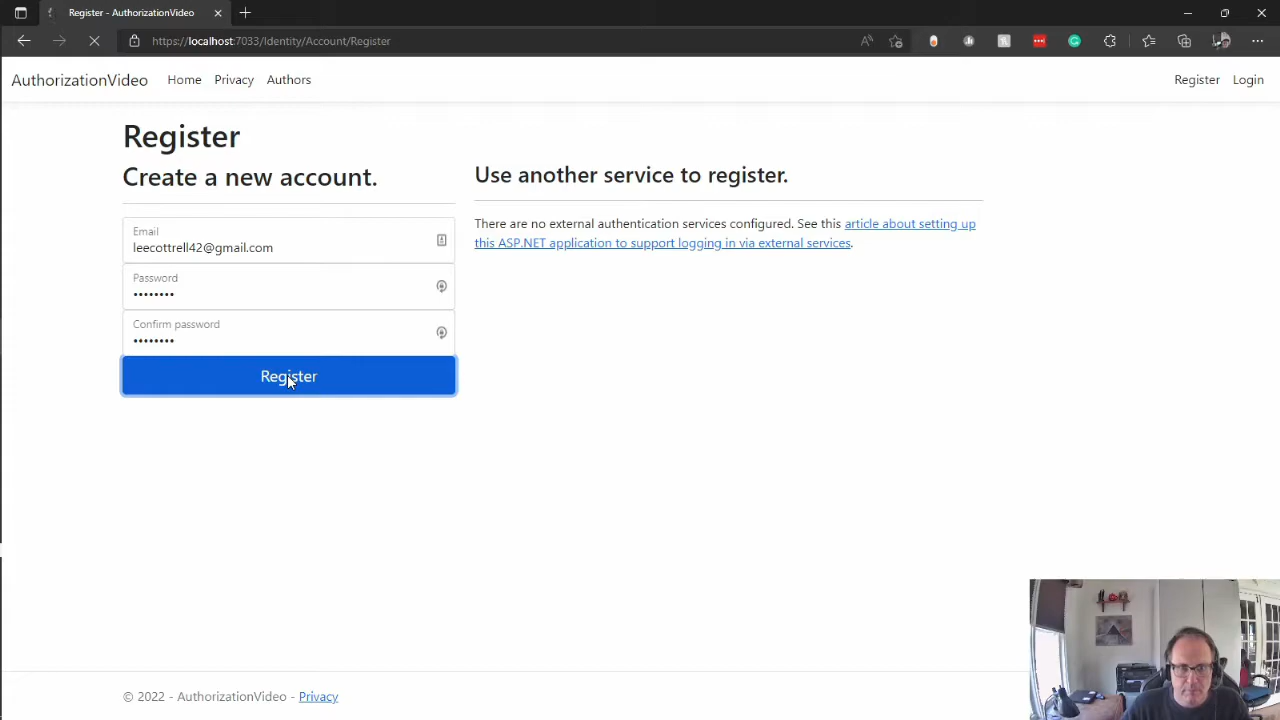 Register - AuthorizationVideo
https://localhost:7033/Identity/Account/Register
AuthorizationVideo Home Privacy Authors Register Login
Register
Create a new account.
Email
leecottrell42@gmail.com
Password
••••••••
Confirm password
••••••••
Register
Use another service to register.
There are no external authentication services configured. See this article about setting up
this ASP.NET application to support logging in via external services.
© 2022 - AuthorizationVideo - Privacy